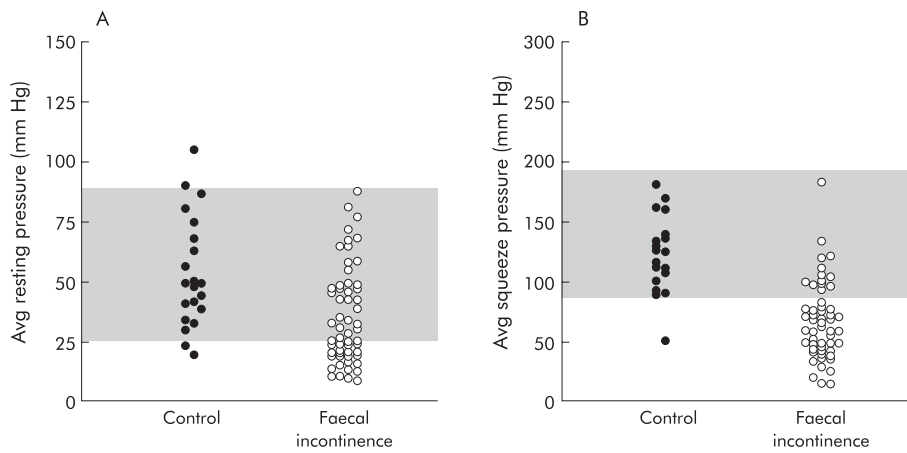 A
Avg resting pressure (mm Hg)
150
125
100
75
50
25
0
Control
Faecal
incontinence
B
Avg squeeze pressure (mm Hg)
300
250
200
150
100
50
0
Control
Faecal
incontinence